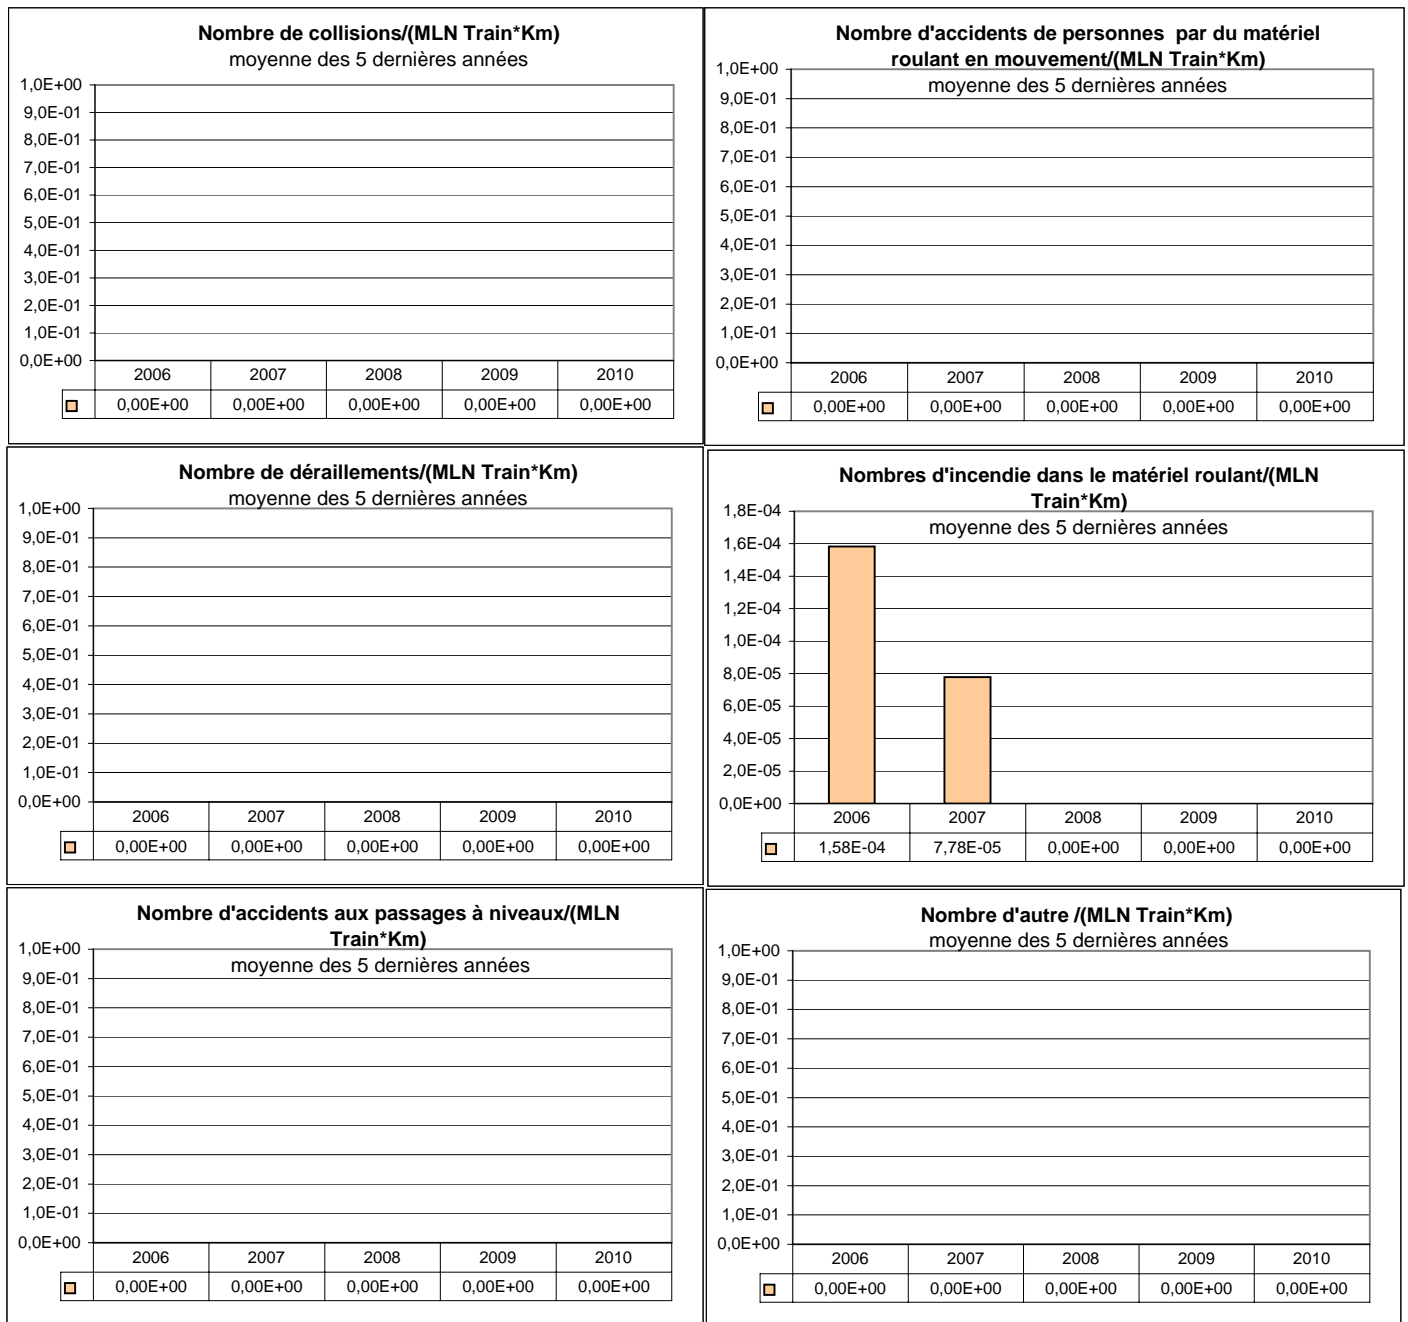 Nombre de collisions/(MLN Train*Km)
moyenne des 5 dernières années
1,0E+00
9,0E-01
8,0E-01
7,0E-01
6,0E-01
5,0E-01
4,0E-01
3,0E-01
2,0E-01
1,0E-01
0,0E+00
2006 2007 2008 2009 2010
0,00E+00 0,00E+00 0,00E+00 0,00E+00 0,00E+00
Nombre d'accidents de personnes par du matériel
roulant en mouvement/(MLN Train*Km)
moyenne des 5 dernières années
1,0E+00
9,0E-01
8,0E-01
7,0E-01
6,0E-01
5,0E-01
4,0E-01
3,0E-01
2,0E-01
1,0E-01
0,0E+00
2006 2007 2008 2009 2010
0,00E+00 0,00E+00 0,00E+00 0,00E+00 0,00E+00
Nombre de déraillements/(MLN Train*Km)
moyenne des 5 dernières années
1,0E+00
9,0E-01
8,0E-01
7,0E-01
6,0E-01
5,0E-01
4,0E-01
3,0E-01
2,0E-01
1,0E-01
0,0E+00
2006 2007 2008 2009 2010
0,00E+00 0,00E+00 0,00E+00 0,00E+00 0,00E+00
Nombres d'incendie dans le matériel roulant/(MLN
Train*Km)
moyenne des 5 dernières années
1,8E-04
1,6E-04
1,4E-04
1,2E-04
1,0E-04
8,0E-05
6,0E-05
4,0E-05
2,0E-05
0,0E+00
2006 2007 2008 2009 2010
1,58E-04 7,78E-05 0,00E+00 0,00E+00 0,00E+00
Nombre d'accidents aux passages à niveaux/(MLN
Train*Km)
moyenne des 5 dernières années
1,0E+00
9,0E-01
8,0E-01
7,0E-01
6,0E-01
5,0E-01
4,0E-01
3,0E-01
2,0E-01
1,0E-01
0,0E+00
2006 2007 2008 2009 2010
0,00E+00 0,00E+00 0,00E+00 0,00E+00 0,00E+00
Nombre d'autre /(MLN Train*Km)
moyenne des 5 dernières années
1,0E+00
9,0E-01
8,0E-01
7,0E-01
6,0E-01
5,0E-01
4,0E-01
3,0E-01
2,0E-01
1,0E-01
0,0E+00
2006 2007 2008 2009 2010
0,00E+00 0,00E+00 0,00E+00 0,00E+00 0,00E+00